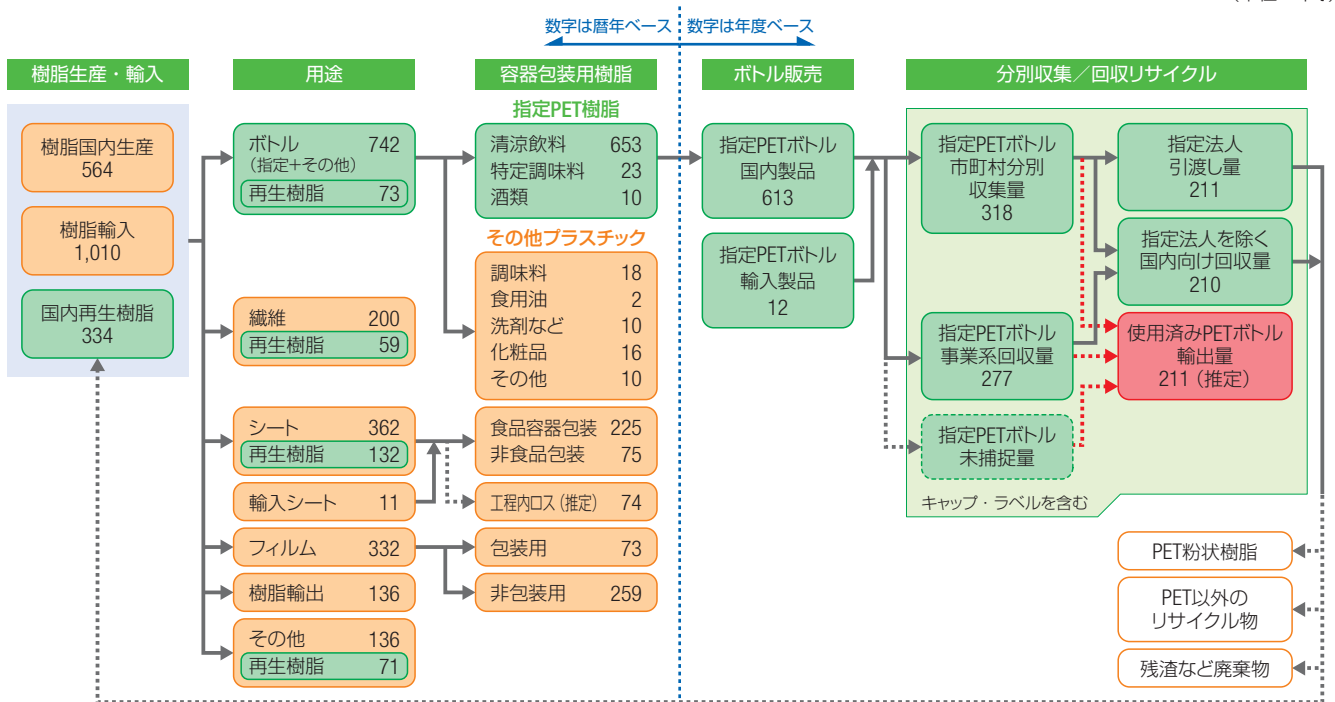 数字は暦年ベース 数字は年度ベース
樹脂生産・輸入
用途
容器包装用樹脂
ボトル販売
分別収集/回収リサイクル
樹脂国内生産
564
樹脂輸入
1,010
国内再生樹脂
334
ボトル 742
(指定+その他)
再生樹脂 73
繊維 200
再生樹脂 59
シート 362
再生樹脂 132
輸入シート 11
フィルム 332
樹脂輸出 136
その他 136
再生樹脂 71
指定PET樹脂
清涼飲料 653
特定調味料 23
酒類 10
その他プラスチック
調味料 18
食用油 2
洗剤など 10
化粧品 16
その他 10
食品容器包装 225
非食品包装 75
工程内ロス(推定) 74
包装用 73
非包装用 259
指定PETボトル
国内製品
613
指定PETボトル
輸入製品
12
指定PETボトル
市町村分別
収集量
318
指定PETボトル
事業系回収量
277
指定PETボトル
未捕捉量
キャップ・ラベルを含む
指定法人
引渡し量
211
指定法人を除く
国内向け回収量
210
使用済みPETボトル
輸出量
211(推定)
PET粉状樹脂
PET以外の
リサイクル物
残渣など廃棄物